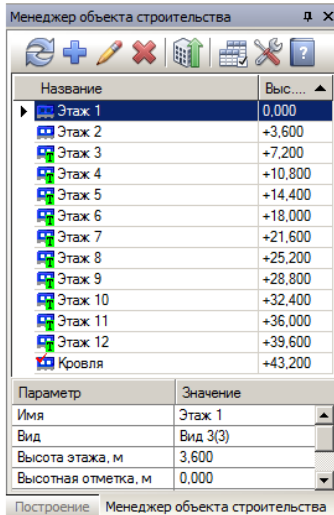 Менеджер объекта строительства
?
Название Выс....
Этаж 1 0,000
Этаж 2 +3,600
Этаж 3 +7,200
Этаж 4 +10,800
Этаж 5 +14,400
Этаж 6 +18,000
Этаж 7 +21,600
Этаж 8 +25,200
Этаж 9 +28,800
Этаж 10 +32,400
Этаж 11 +36,000
Этаж 12 +39,600
Кровля +43,200
Параметр Значение
Имя Этаж 1
Вид Вид 3(3)
Высота этажа, м 3,600
Высотная отметка, м 0,000
Построение Менеджер объекта строительства